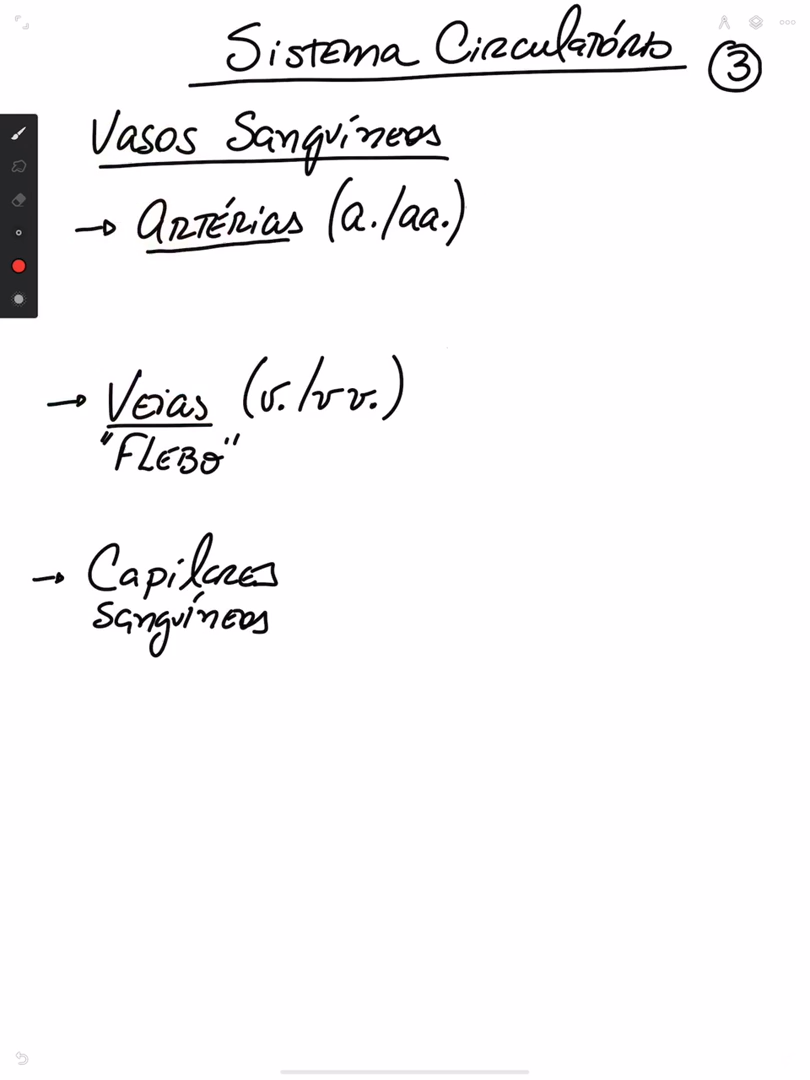 Sistema Circulatório ③
Vasos Sanguíneos
→ Artérias (a./aa.)
→ Veias (v./vv.)
"FLEBO"
→ Capilares
Sanguíneos